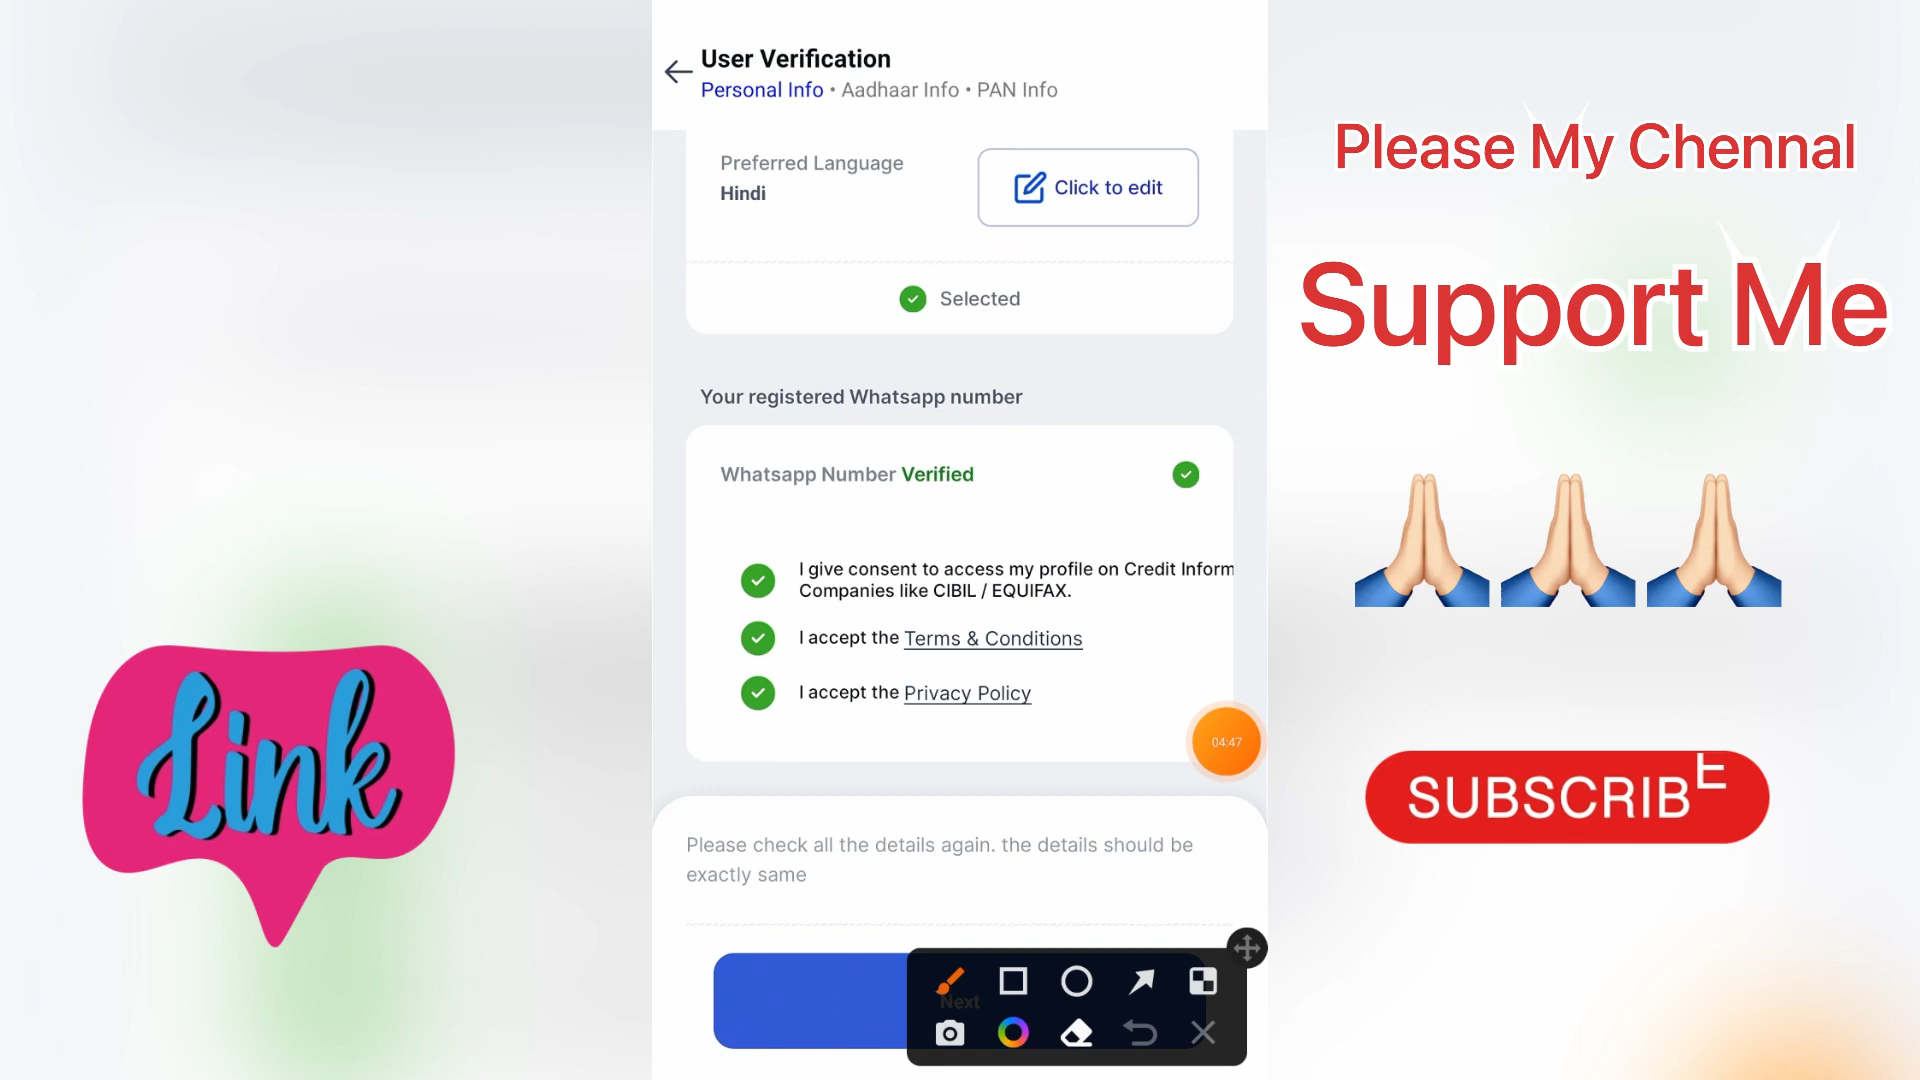 User Verification
Personal Info • Aadhaar Info • PAN Info
Preferred Language
Hindi
Click to edit
Selected
Your registered Whatsapp number
Whatsapp Number Verified
I give consent to access my profile on Credit Inform
Companies like CIBIL / EQUIFAX.
I accept the Terms & Conditions
I accept the Privacy Policy
04:47
Please check all the details again. the details should be
exactly same
Next
Link
Please My Chennal
Support Me
SUBSCRIBE